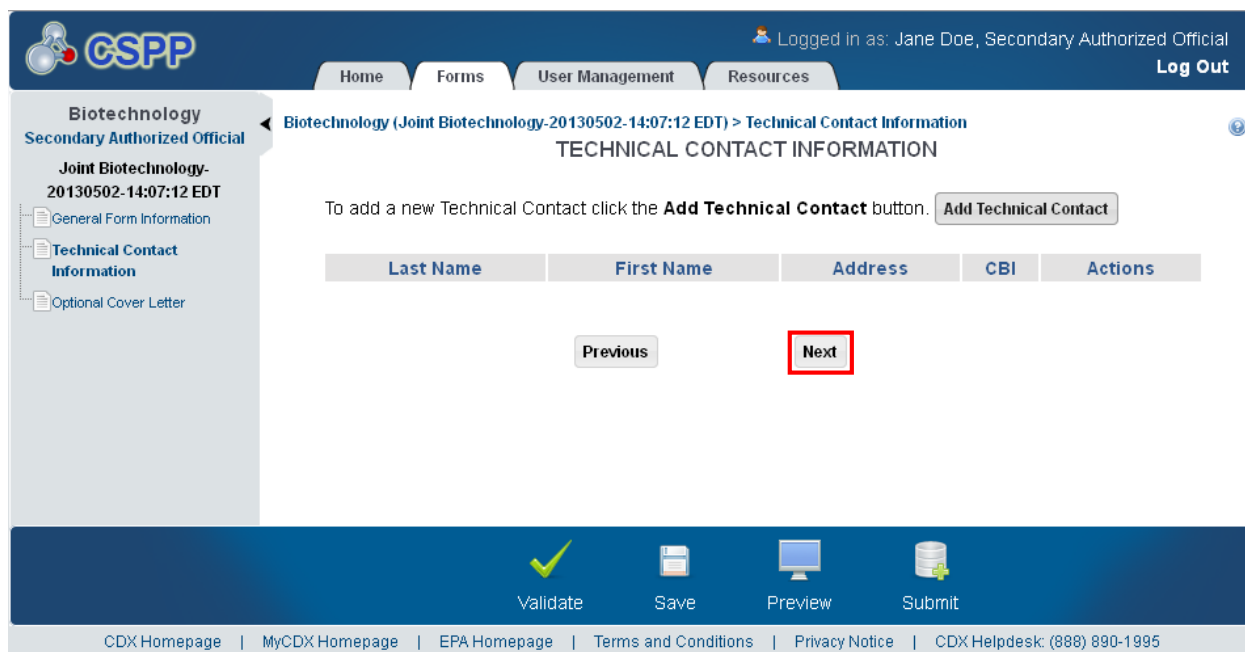 CSPP
Logged in as: Jane Doe, Secondary Authorized Official
Log Out
Home Forms User Management Resources
Biotechnology
Secondary Authorized Official
Joint Biotechnology-
20130502-14:07:12 EDT
General Form Information
Technical Contact
Information
Optional Cover Letter
Biotechnology (Joint Biotechnology-20130502-14:07:12 EDT) > Technical Contact Information
TECHNICAL CONTACT INFORMATION
To add a new Technical Contact click the Add Technical Contact button. Add Technical Contact
Last Name First Name Address CBI Actions
Previous Next
Validate Save Preview Submit
CDX Homepage | MyCDX Homepage | EPA Homepage | Terms and Conditions | Privacy Notice | CDX Helpdesk: (888) 890-1995